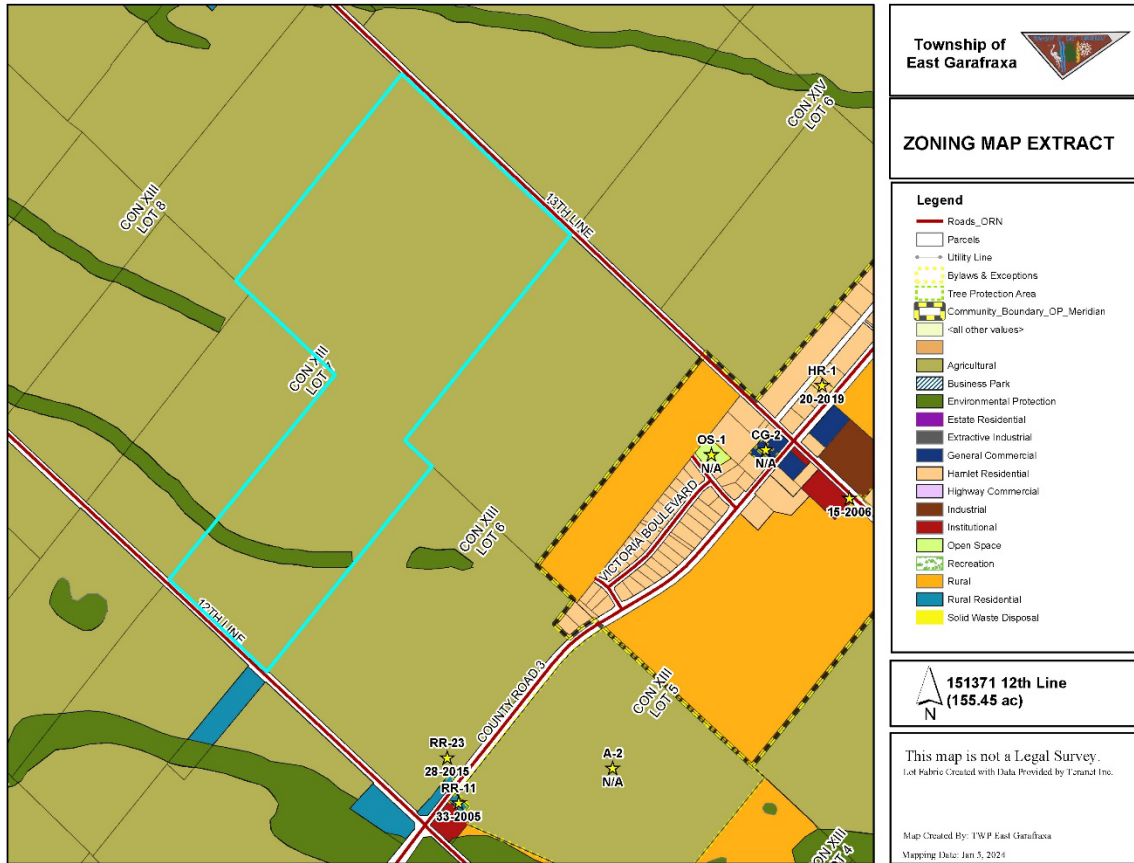 CON XIV
LOT 6
CON XIII
LOT 8
13TH LINE
CON XIII
LOT 7
HR-1
20-2019
OS-1
N/A
CG-2
N/A
15-2006
VICTORIA BOULEVARD
CON XIII
LOT 6
12TH LINE
COUNTY ROAD 3
CON XIII
LOT 5
RR-23
28-2015
RR-11
33-2005
A-2
N/A
CON XIII
LOT 4
Township of
East Garafraxa
ZONING MAP EXTRACT
Legend
Roads_ORN
Parcels
Utility Line
Bylaws & Exceptions
Tree Protection Area
Community_Boundary_OP_Meridian
<all other values>
Agricultural
Business Park
Environmental Protection
Estate Residential
Extractive Industrial
General Commercial
Hamlet Residential
Highway Commercial
Industrial
Institutional
Open Space
Recreation
Rural
Rural Residential
Solid Waste Disposal
N
151371 12th Line
(155.45 ac)
This map is not a Legal Survey.
Lot Fabric Created with Data Provided by Teranet Inc.
Map Created By: TWP East Garafraxa
Mapping Date: Jan 5, 2024